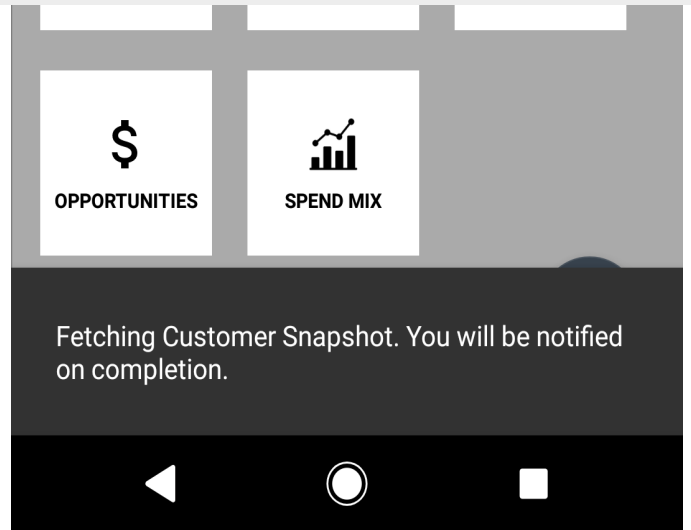 $
OPPORTUNITIES
SPEND MIX
Fetching Customer Snapshot. You will be notified
on completion.